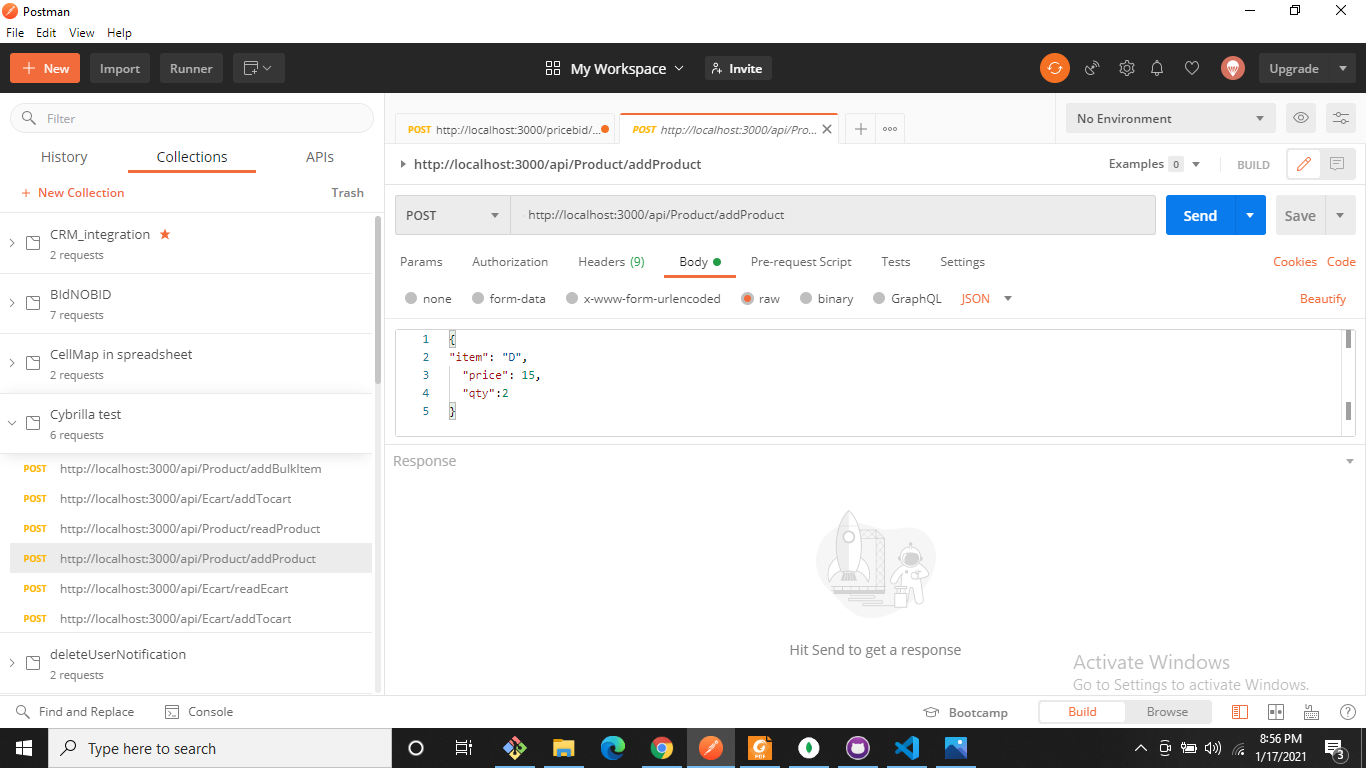 Postman
File Edit View Help
+ New Import Runner My Workspace Invite Upgrade
Filter
History Collections APIs
+ New Collection Trash
CRM_integration
2 requests
BIdNOBID
7 requests
CellMap in spreadsheet
2 requests
Cybrilla test
6 requests
POST http://localhost:3000/api/Product/addBulkItem
POST http://localhost:3000/api/Ecart/addTocart
POST http://localhost:3000/api/Product/readProduct
POST http://localhost:3000/api/Product/addProduct
POST http://localhost:3000/api/Ecart/readEcart
POST http://localhost:3000/api/Ecart/addTocart
deleteUserNotification
2 requests
POST http://localhost:3000/pricebid/... POST http://localhost:3000/api/Pro...
No Environment
http://localhost:3000/api/Product/addProduct
Examples 0 BUILD
POST http://localhost:3000/api/Product/addProduct Send Save
Params Authorization Headers (9) Body Pre-request Script Tests Settings Cookies Code
none form-data x-www-form-urlencoded raw binary GraphQL JSON Beautify
1 {
2 "item": "D",
3 "price": 15,
4 "qty":2
5 }
Response
Hit Send to get a response
Activate Windows
Go to Settings to activate Windows.
Find and Replace Console Bootcamp Build Browse
Type here to search
PDF
8:56 PM
1/17/2021
3